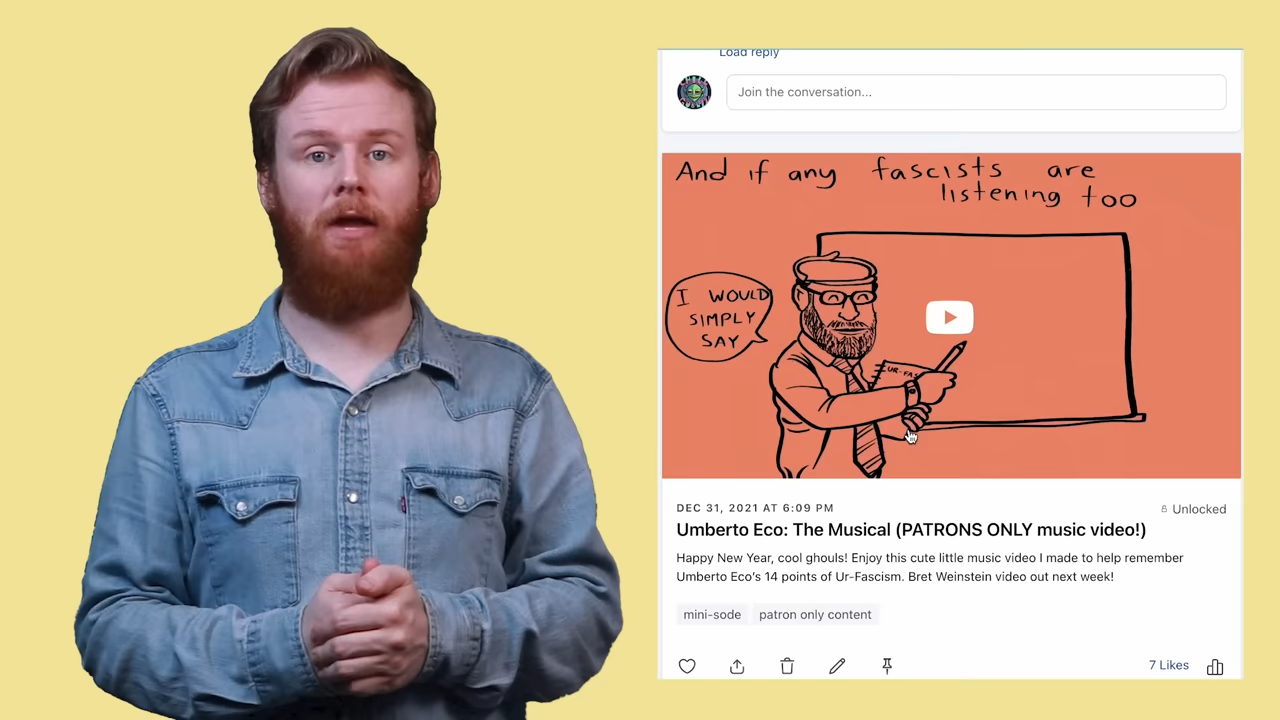 Load reply
Join the conversation...
And if any fascists are
listening too
I WOULD
SIMPLY
SAY
UR-FAS
DEC 31, 2021 AT 6:09 PM
Unlocked
Umberto Eco: The Musical (PATRONS ONLY music video!)
Happy New Year, cool ghouls! Enjoy this cute little music video I made to help remember
Umberto Eco's 14 points of Ur-Fascism. Bret Weinstein video out next week!
mini-sode
patron only content
7 Likes